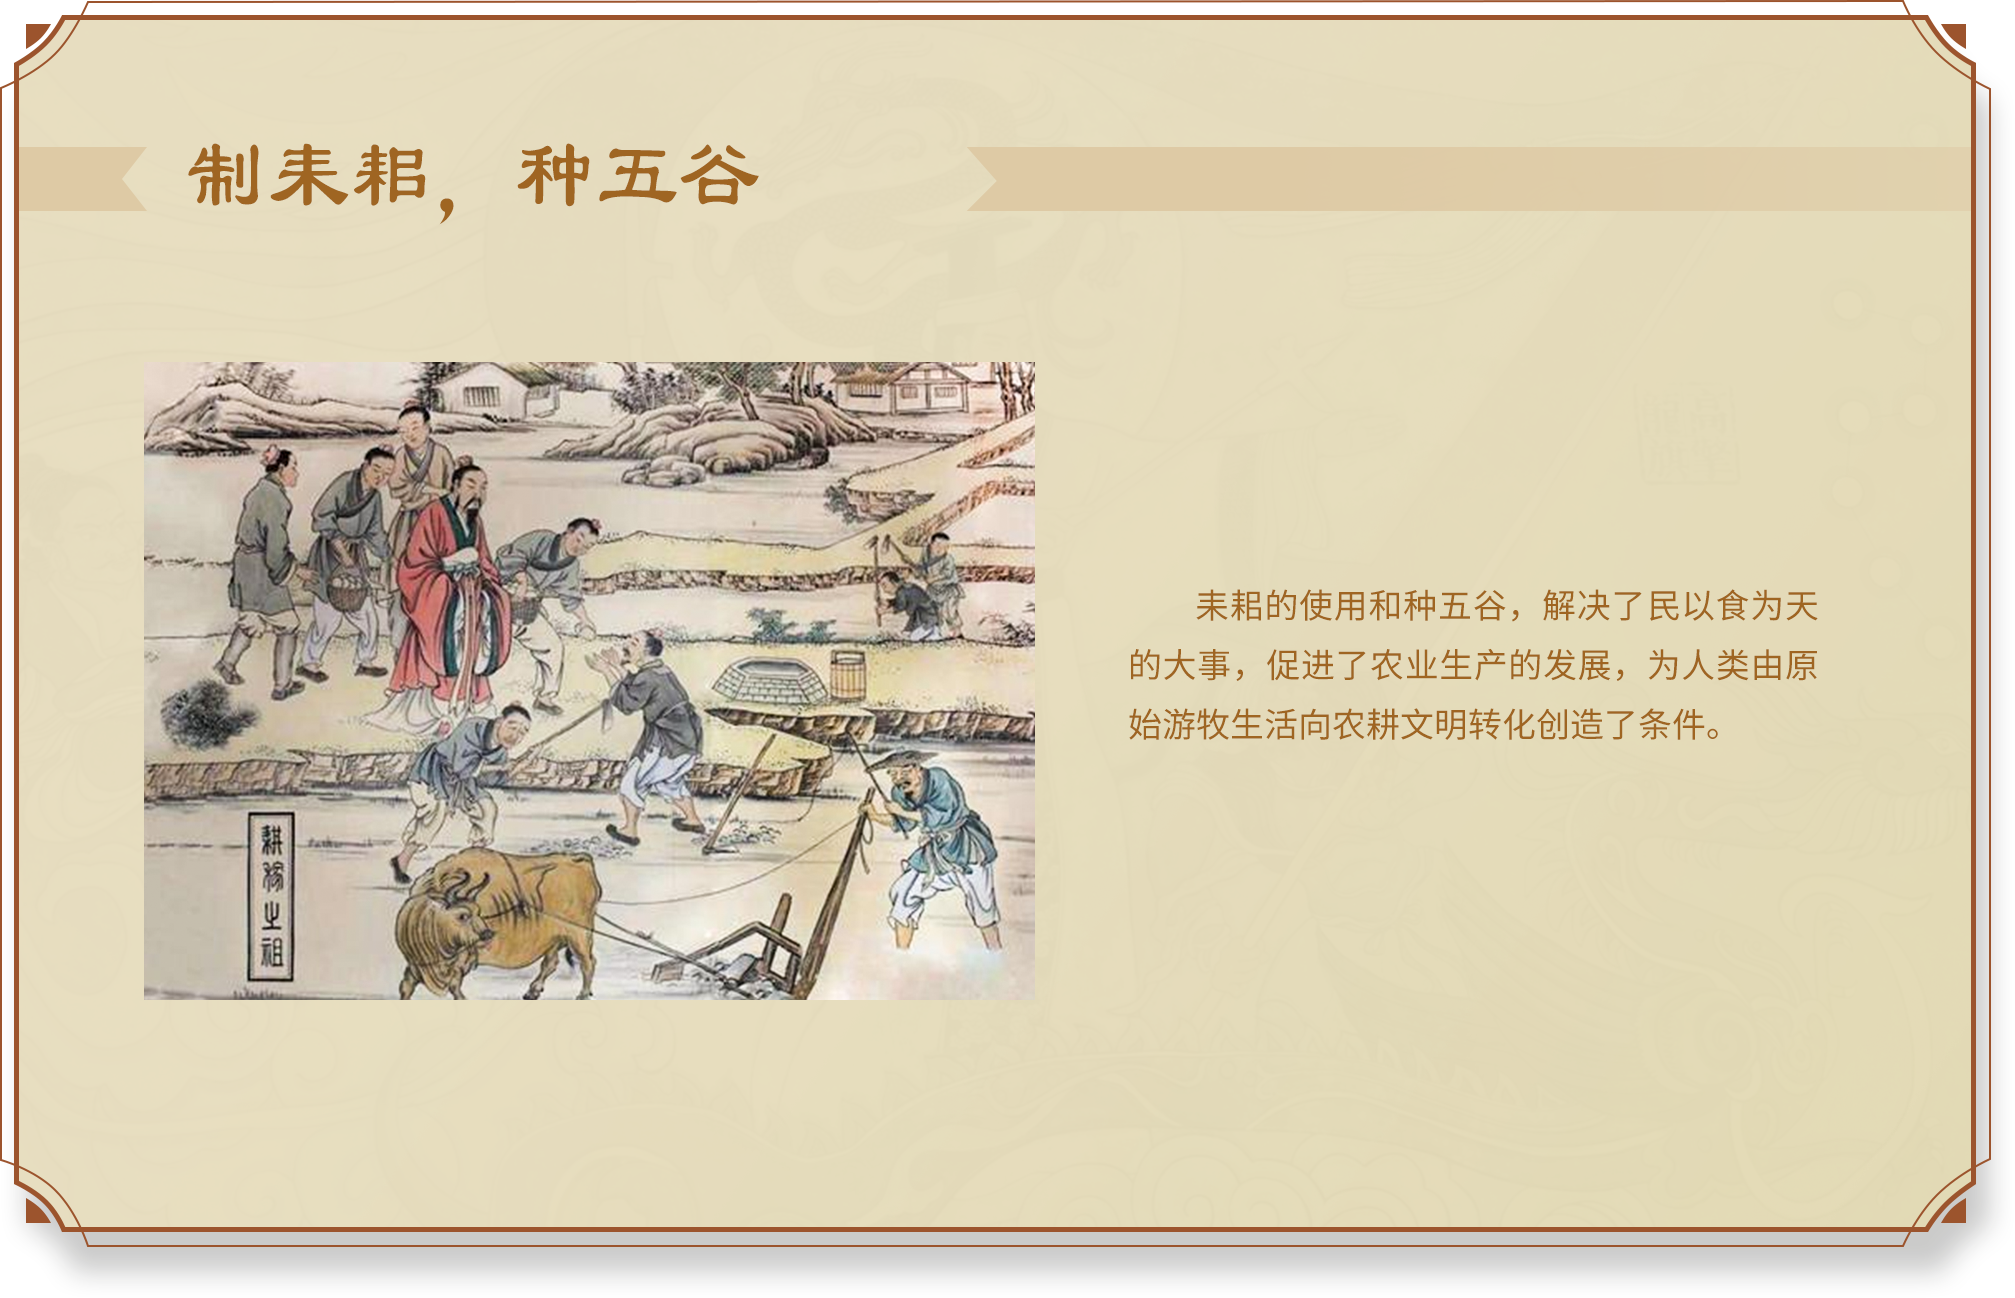 制耒耜，种五谷
耒耜的使用和种五谷，解决了民以食为天
的大事，促进了农业生产的发展，为人类由原
始游牧生活向农耕文明转化创造了条件。
耕稼之祖